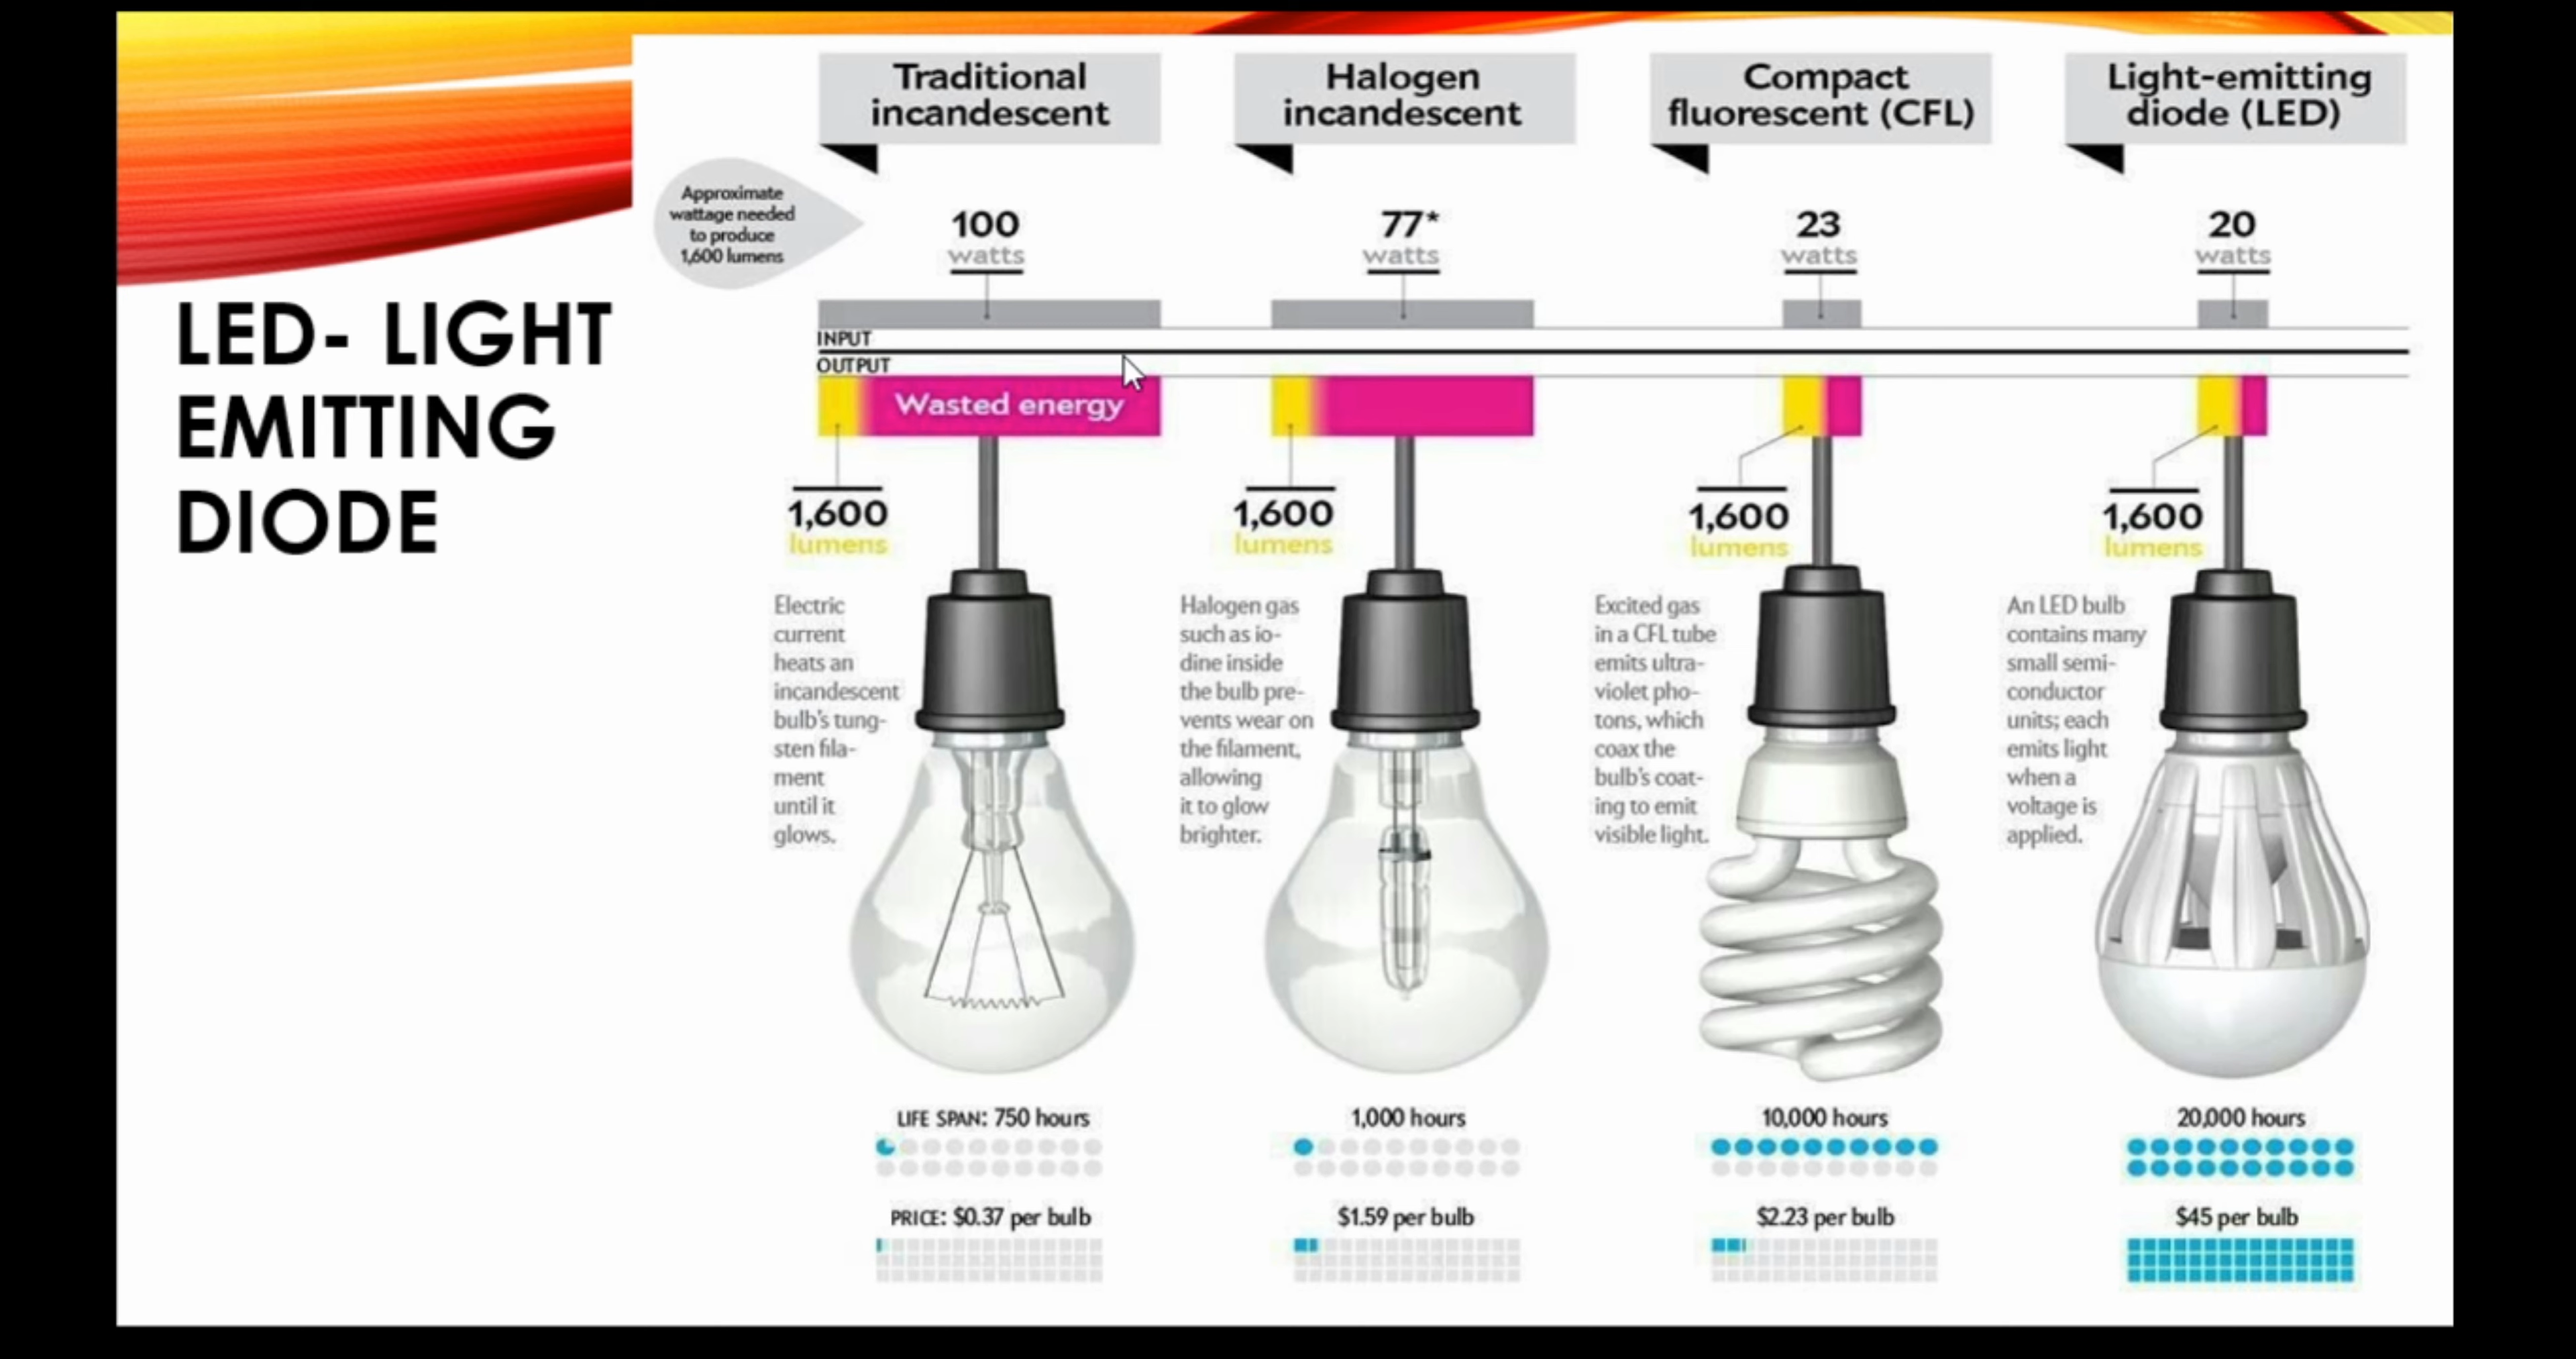 LED- LIGHT
EMITTING
DIODE
Approximate
wattage needed
to produce
1,600 lumens
Traditional
incandescent
100
watts
INPUT
OUTPUT
Wasted energy
1,600
lumens
Electric
current
heats an
incandescent
bulb's tung-
sten fila-
ment
until it
glows.
LIFE SPAN: 750 hours
PRICE: $0.37 per bulb
Halogen
incandescent
77*
watts
1,600
lumens
Halogen gas
such as io-
dine inside
the bulb pre-
vents wear on
the filament,
allowing
it to glow
brighter.
1,000 hours
$1.59 per bulb
Compact
fluorescent (CFL)
23
watts
1,600
lumens
Excited gas
in a CFL tube
emits ultra-
violet pho-
tons, which
coax the
bulb's coat-
ing to emit
visible light.
10,000 hours
$2.23 per bulb
Light-emitting
diode (LED)
20
watts
1,600
lumens
An LED bulb
contains many
small semi-
conductor
units; each
emits light
when a
voltage is
applied.
20,000 hours
$45 per bulb